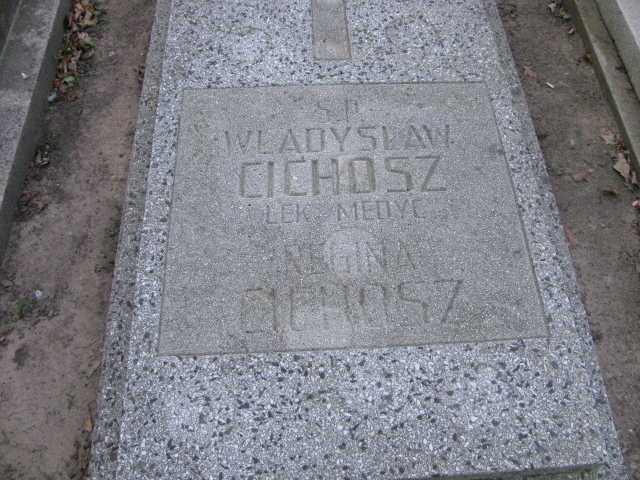 Ś.P.
WŁADYSŁAW
CICHOSZ
LEK. MEDYC.
REGINA
CICHOSZ